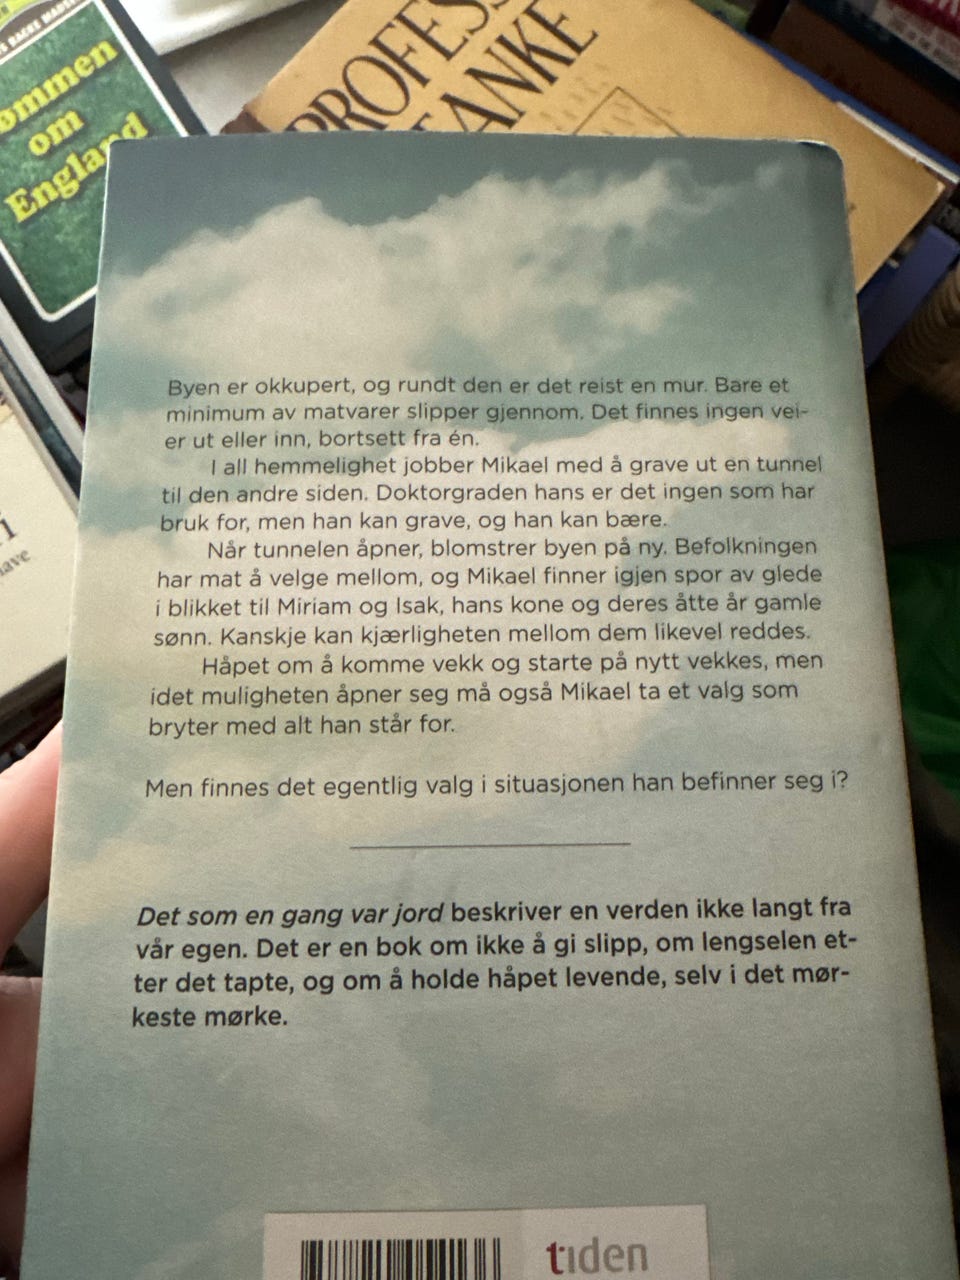 England
om
PROFES
ANKE
Byen er okkupert, og rundt den er det reist en mur. Bare et
minimum av matvarer slipper gjennom. Det finnes ingen vei-
er ut eller inn, bortsett fra én.
I all hemmelighet jobber Mikael med å grave ut en tunnel
til den andre siden. Doktorgraden hans er det ingen som har
bruk for, men han kan grave, og han kan bære.
Når tunnelen åpner, blomstrer byen på ny. Befolkningen
har mat å velge mellom, og Mikael finner igjen spor av glede
i blikket til Miriam og Isak, hans kone og deres åtte år gamle
sønn. Kanskje kan kjærligheten mellom dem likevel reddes.
Håpet om å komme vekk og starte på nytt vekkes, men
idet muligheten åpner seg må også Mikael ta et valg som
bryter med alt han står for.
Men finnes det egentlig valg i situasjonen han befinner seg i?
Det som en gang var jord beskriver en verden ikke langt fra
vår egen. Det er en bok om ikke å gi slipp, om lengselen et-
ter det tapte, og om å holde håpet levende, selv i det mør-
keste mørke.
tiden